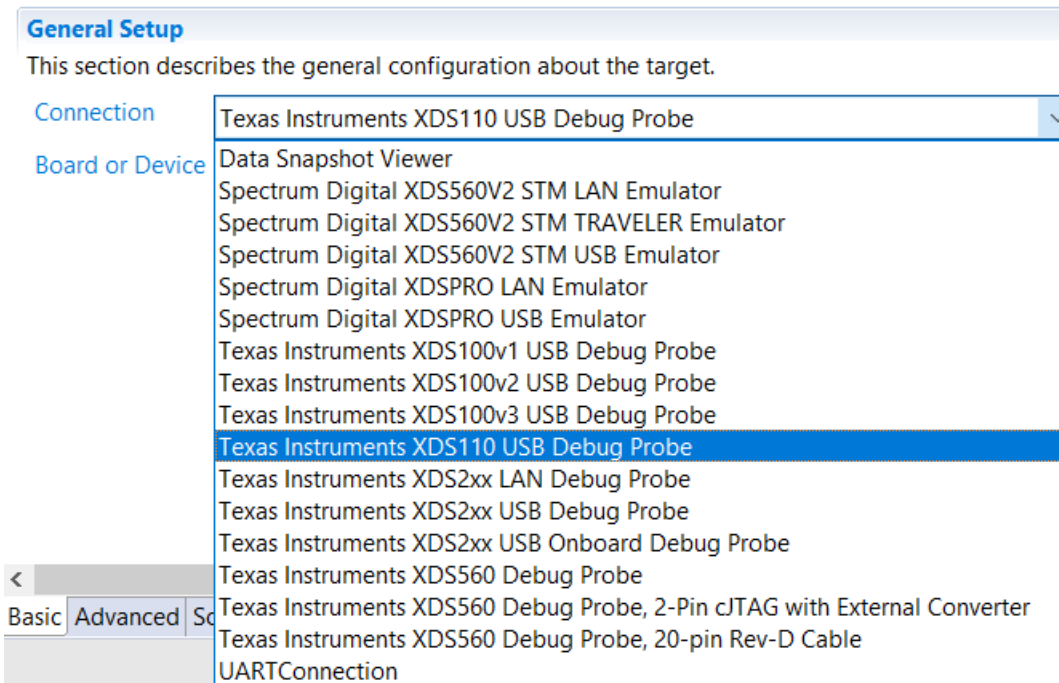 General Setup
This section describes the general configuration about the target.
Connection
Texas Instruments XDS110 USB Debug Probe
Board or Device
Data Snapshot Viewer
Spectrum Digital XDS560V2 STM LAN Emulator
Spectrum Digital XDS560V2 STM TRAVELER Emulator
Spectrum Digital XDS560V2 STM USB Emulator
Spectrum Digital XDSPRO LAN Emulator
Spectrum Digital XDSPRO USB Emulator
Texas Instruments XDS100v1 USB Debug Probe
Texas Instruments XDS100v2 USB Debug Probe
Texas Instruments XDS100v3 USB Debug Probe
Texas Instruments XDS110 USB Debug Probe
Texas Instruments XDS2xx LAN Debug Probe
Texas Instruments XDS2xx USB Debug Probe
Texas Instruments XDS2xx USB Onboard Debug Probe
Texas Instruments XDS560 Debug Probe
Texas Instruments XDS560 Debug Probe, 2-Pin cJTAG with External Converter
Texas Instruments XDS560 Debug Probe, 20-pin Rev-D Cable
UARTConnection
Basic Advanced